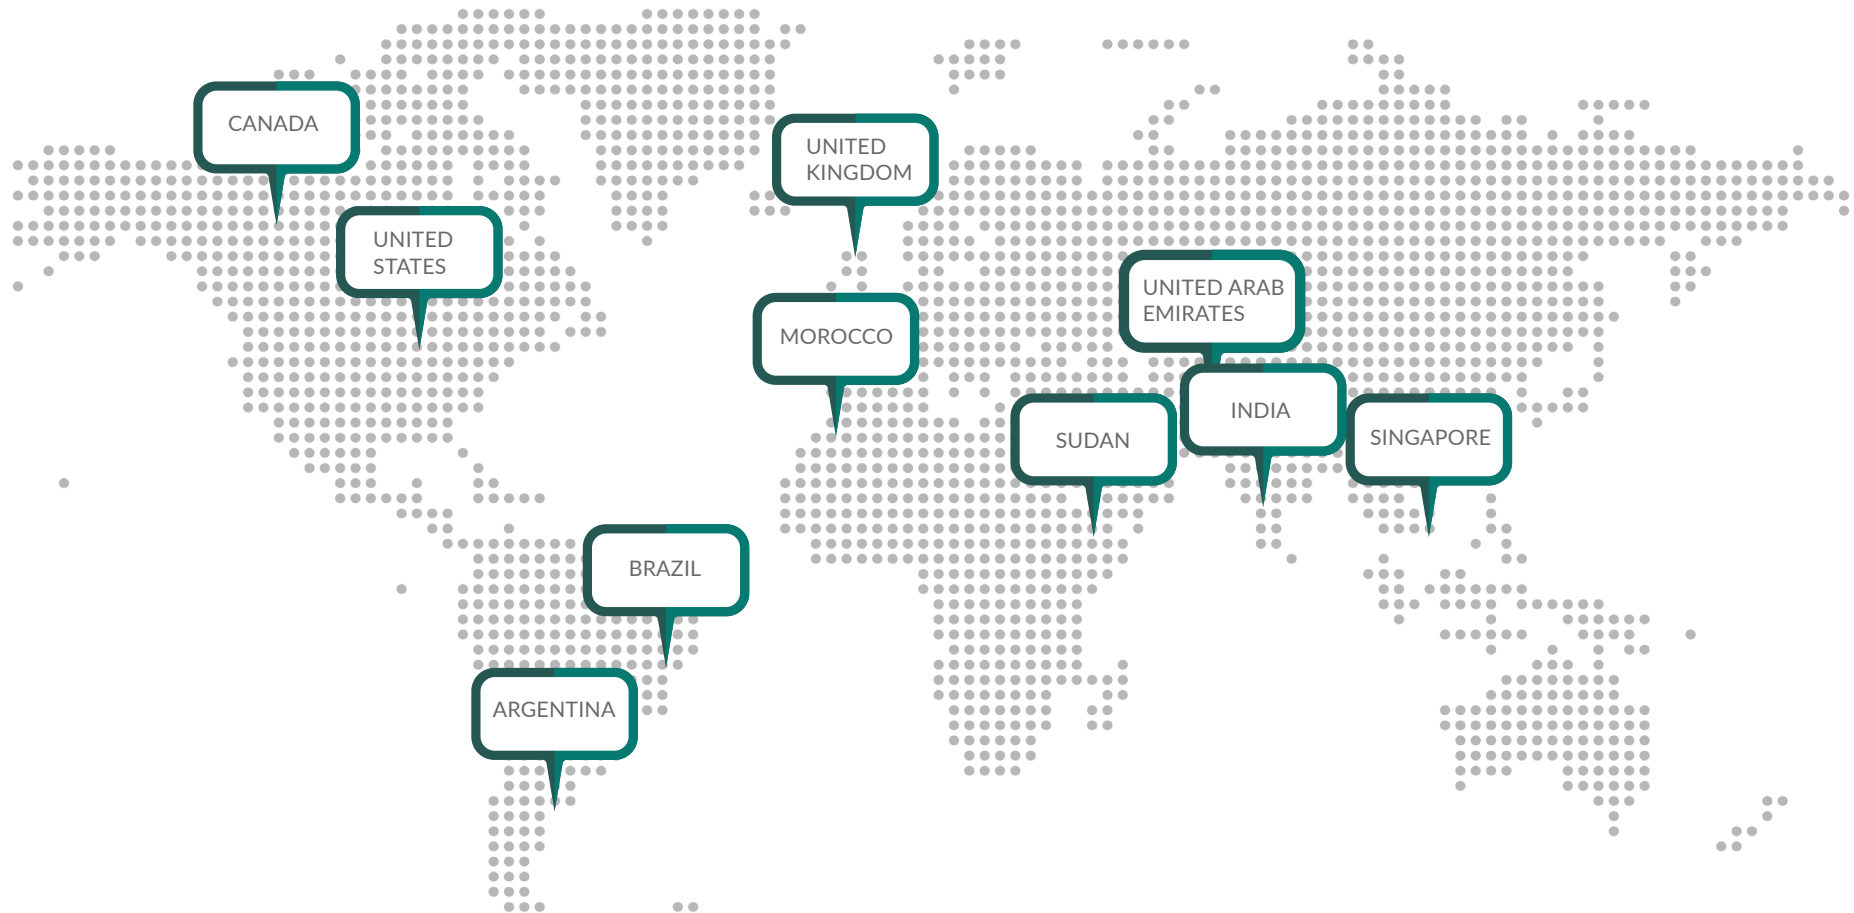 CANADA
UNITED
KINGDOM
UNITED
STATES
UNITED ARAB
EMIRATES
MOROCCO
INDIA
SINGAPORE
SUDAN
BRAZIL
ARGENTINA